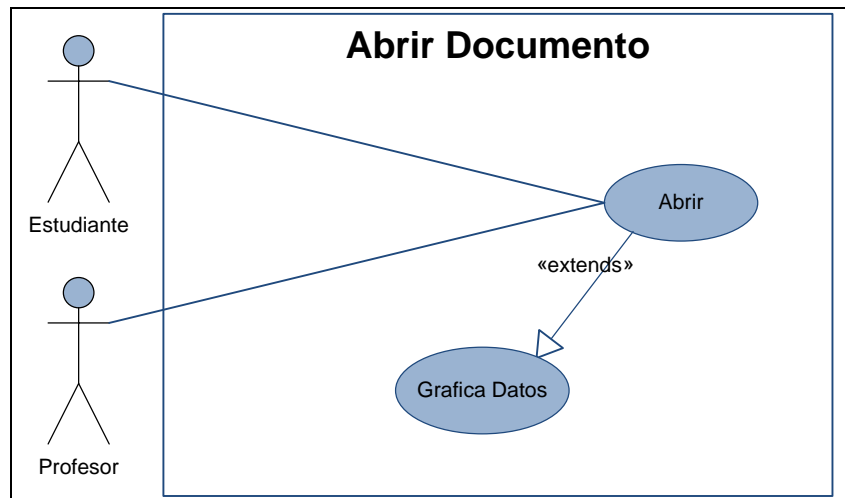 Abrir Documento
Estudiante
Abrir
«extends»
Grafica Datos
Profesor